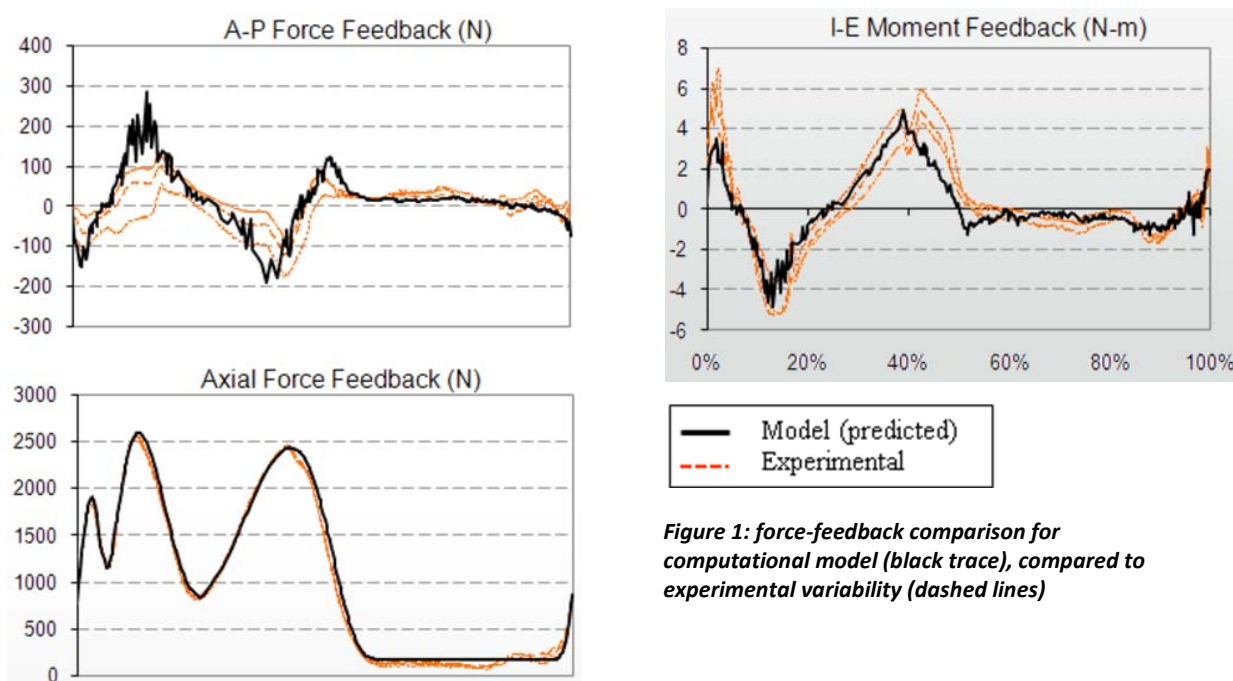 A-P Force Feedback (N)
400
300
200
100
0
-100
-200
-300
Axial Force Feedback (N)
3000
2500
2000
1500
1000
500
0
I-E Moment Feedback (N-m)
8
6
4
2
0
-2
-4
-6
0% 20% 40% 60% 80% 100%
Model (predicted)
Experimental
Figure 1: force-feedback comparison for
computational model (black trace), compared to
experimental variability (dashed lines)